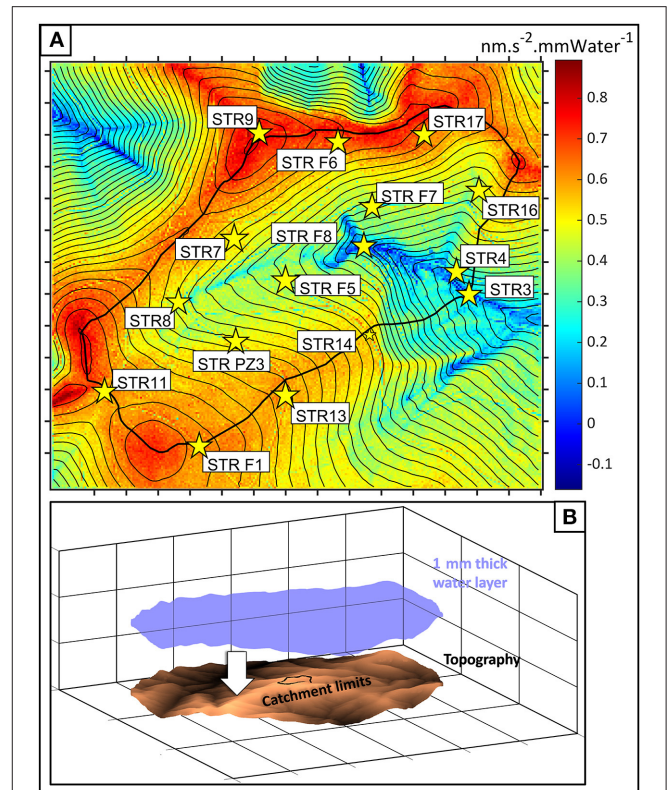 A
nm.s⁻².mmWater⁻¹
STR9
STR17
STR F6
STR F7
STR16
STR F8
STR7
STR4
STR F5
STR3
STR8
STR14
STR PZ3
STR11
STR13
STR F1
0.8
0.7
0.6
0.5
0.4
0.3
0.2
0.1
0
-0.1
B
1 mm thick
water layer
Topography
Catchment limits